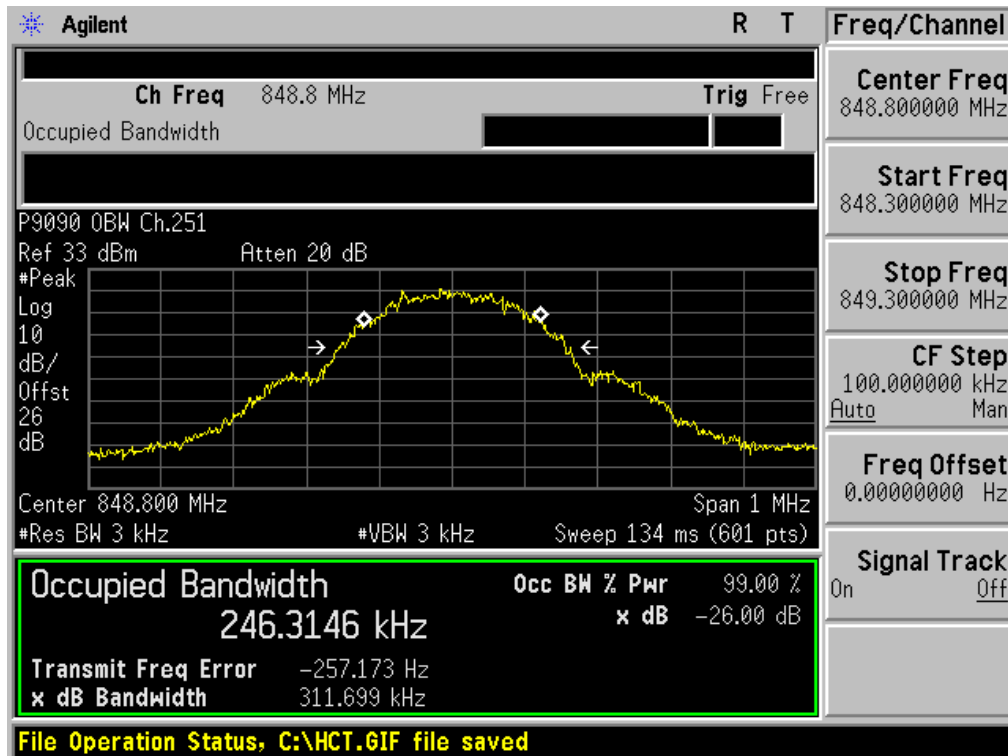 Agilent R T Freq/Channel
Ch Freq 848.8 MHz Trig Free
Occupied Bandwidth
Center Freq
848.800000 MHz
Start Freq
848.300000 MHz
Stop Freq
849.300000 MHz
CF Step
100.000000 kHz
Auto Man
Freq Offset
0.00000000 Hz
Signal Track
On Off
P9090 OBW Ch.251
Ref 33 dBm Atten 20 dB
#Peak
Log
10
dB/
Offst
26
dB
Center 848.800 MHz Span 1 MHz
#Res BW 3 kHz #VBW 3 kHz Sweep 134 ms (601 pts)
Occupied Bandwidth Occ BW % Pwr 99.00 %
246.3146 kHz x dB -26.00 dB
Transmit Freq Error -257.173 Hz
x dB Bandwidth 311.699 kHz
File Operation Status, C:\HCT.GIF file saved